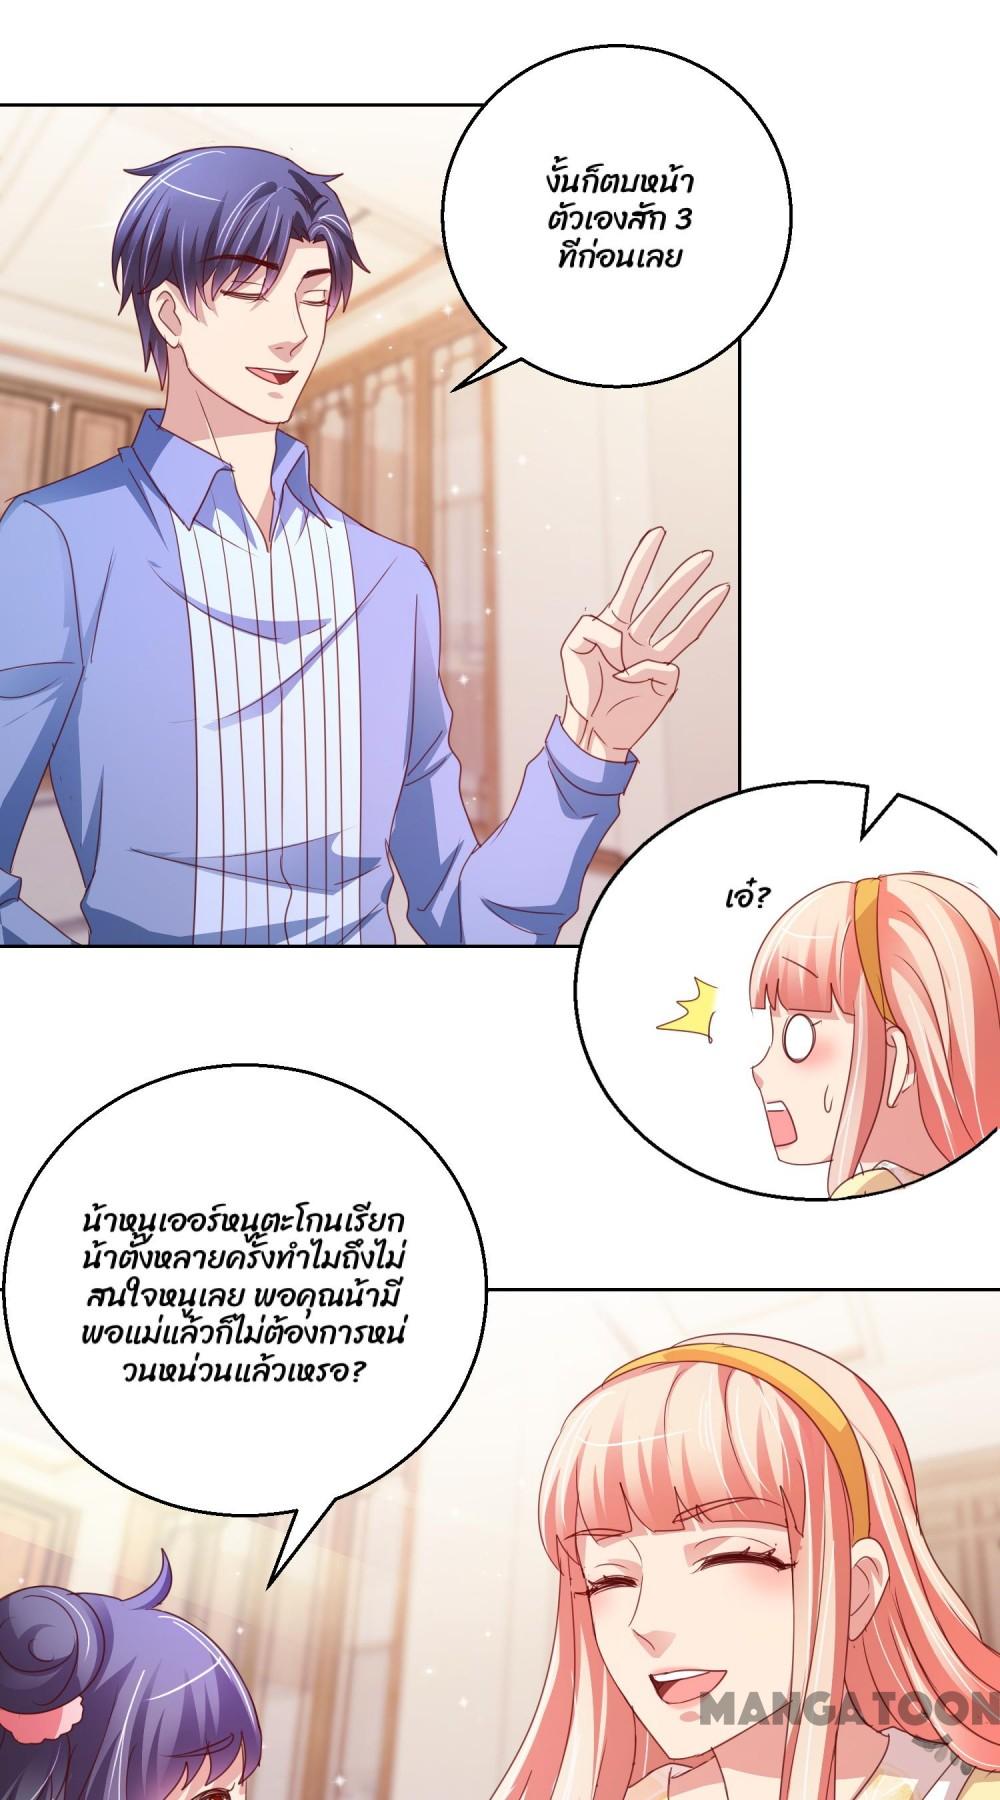 งั้นก็ตบหน้า
ตัวเองสัก 3
ทีก่อนเลย
เอ๋?
น้าหนูเออร์หนูตะโกนเรียก
น้าตั้งหลายครั้งทำไมถึงไม่
สนใจหนูเลย พอคุณน้ามี
พอแม่แล้วก็ไม่ต้องการหน่
วนหน่วนแล้วเหรอ?
MANGATOON